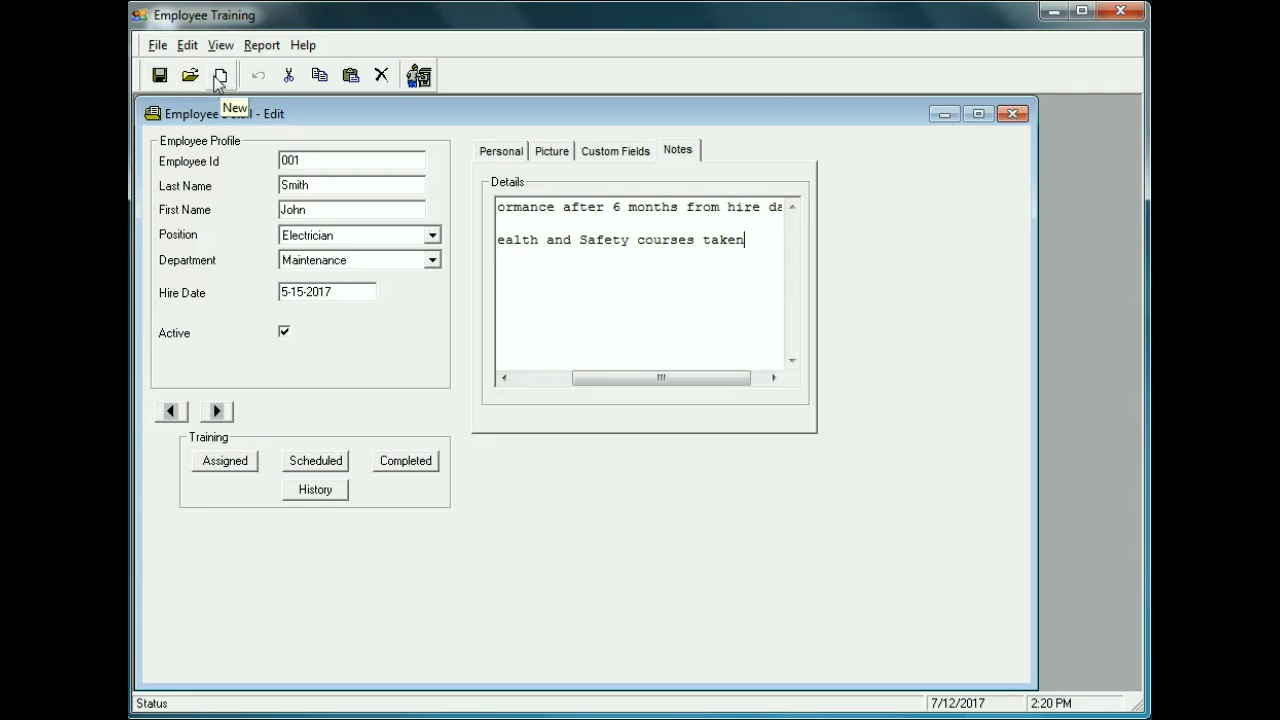 Employee Training
File Edit View Report Help
New
Employee - Edit
Employee Profile
Employee Id 001
Last Name Smith
First Name John
Position Electrician
Department Maintenance
Hire Date 5-15-2017
Active
Training
Assigned Scheduled Completed
History
Personal Picture Custom Fields Notes
Details
ormance after 6 months from hire da
ealth and Safety courses taken
Status 7/12/2017 2:20 PM